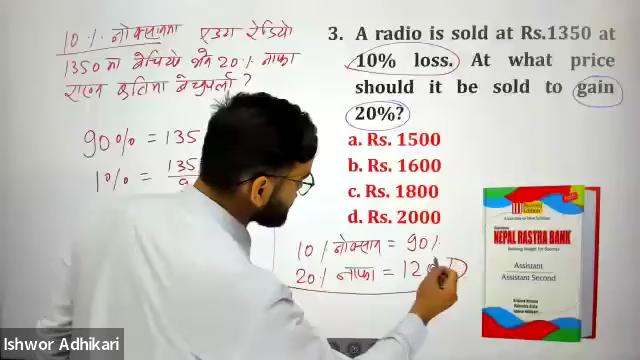 10% नोक्सानमा एउटा रेडियो
1350 मा बेचियो भने 20% नाफा
राख्न कतिमा बेच्नुपर्ला ?
90% = 135
1% = 135
3. A radio is sold at Rs.1350 at
10% loss. At what price
should it be sold to gain
20%?
a. Rs. 1500
b. Rs. 1600
c. Rs. 1800
d. Rs. 2000
10% नोक्सान = 90%
20% नाफा = 120
NEPAL RASTRA BANK
Assistant
Assistant Second
Ishwor Adhikari